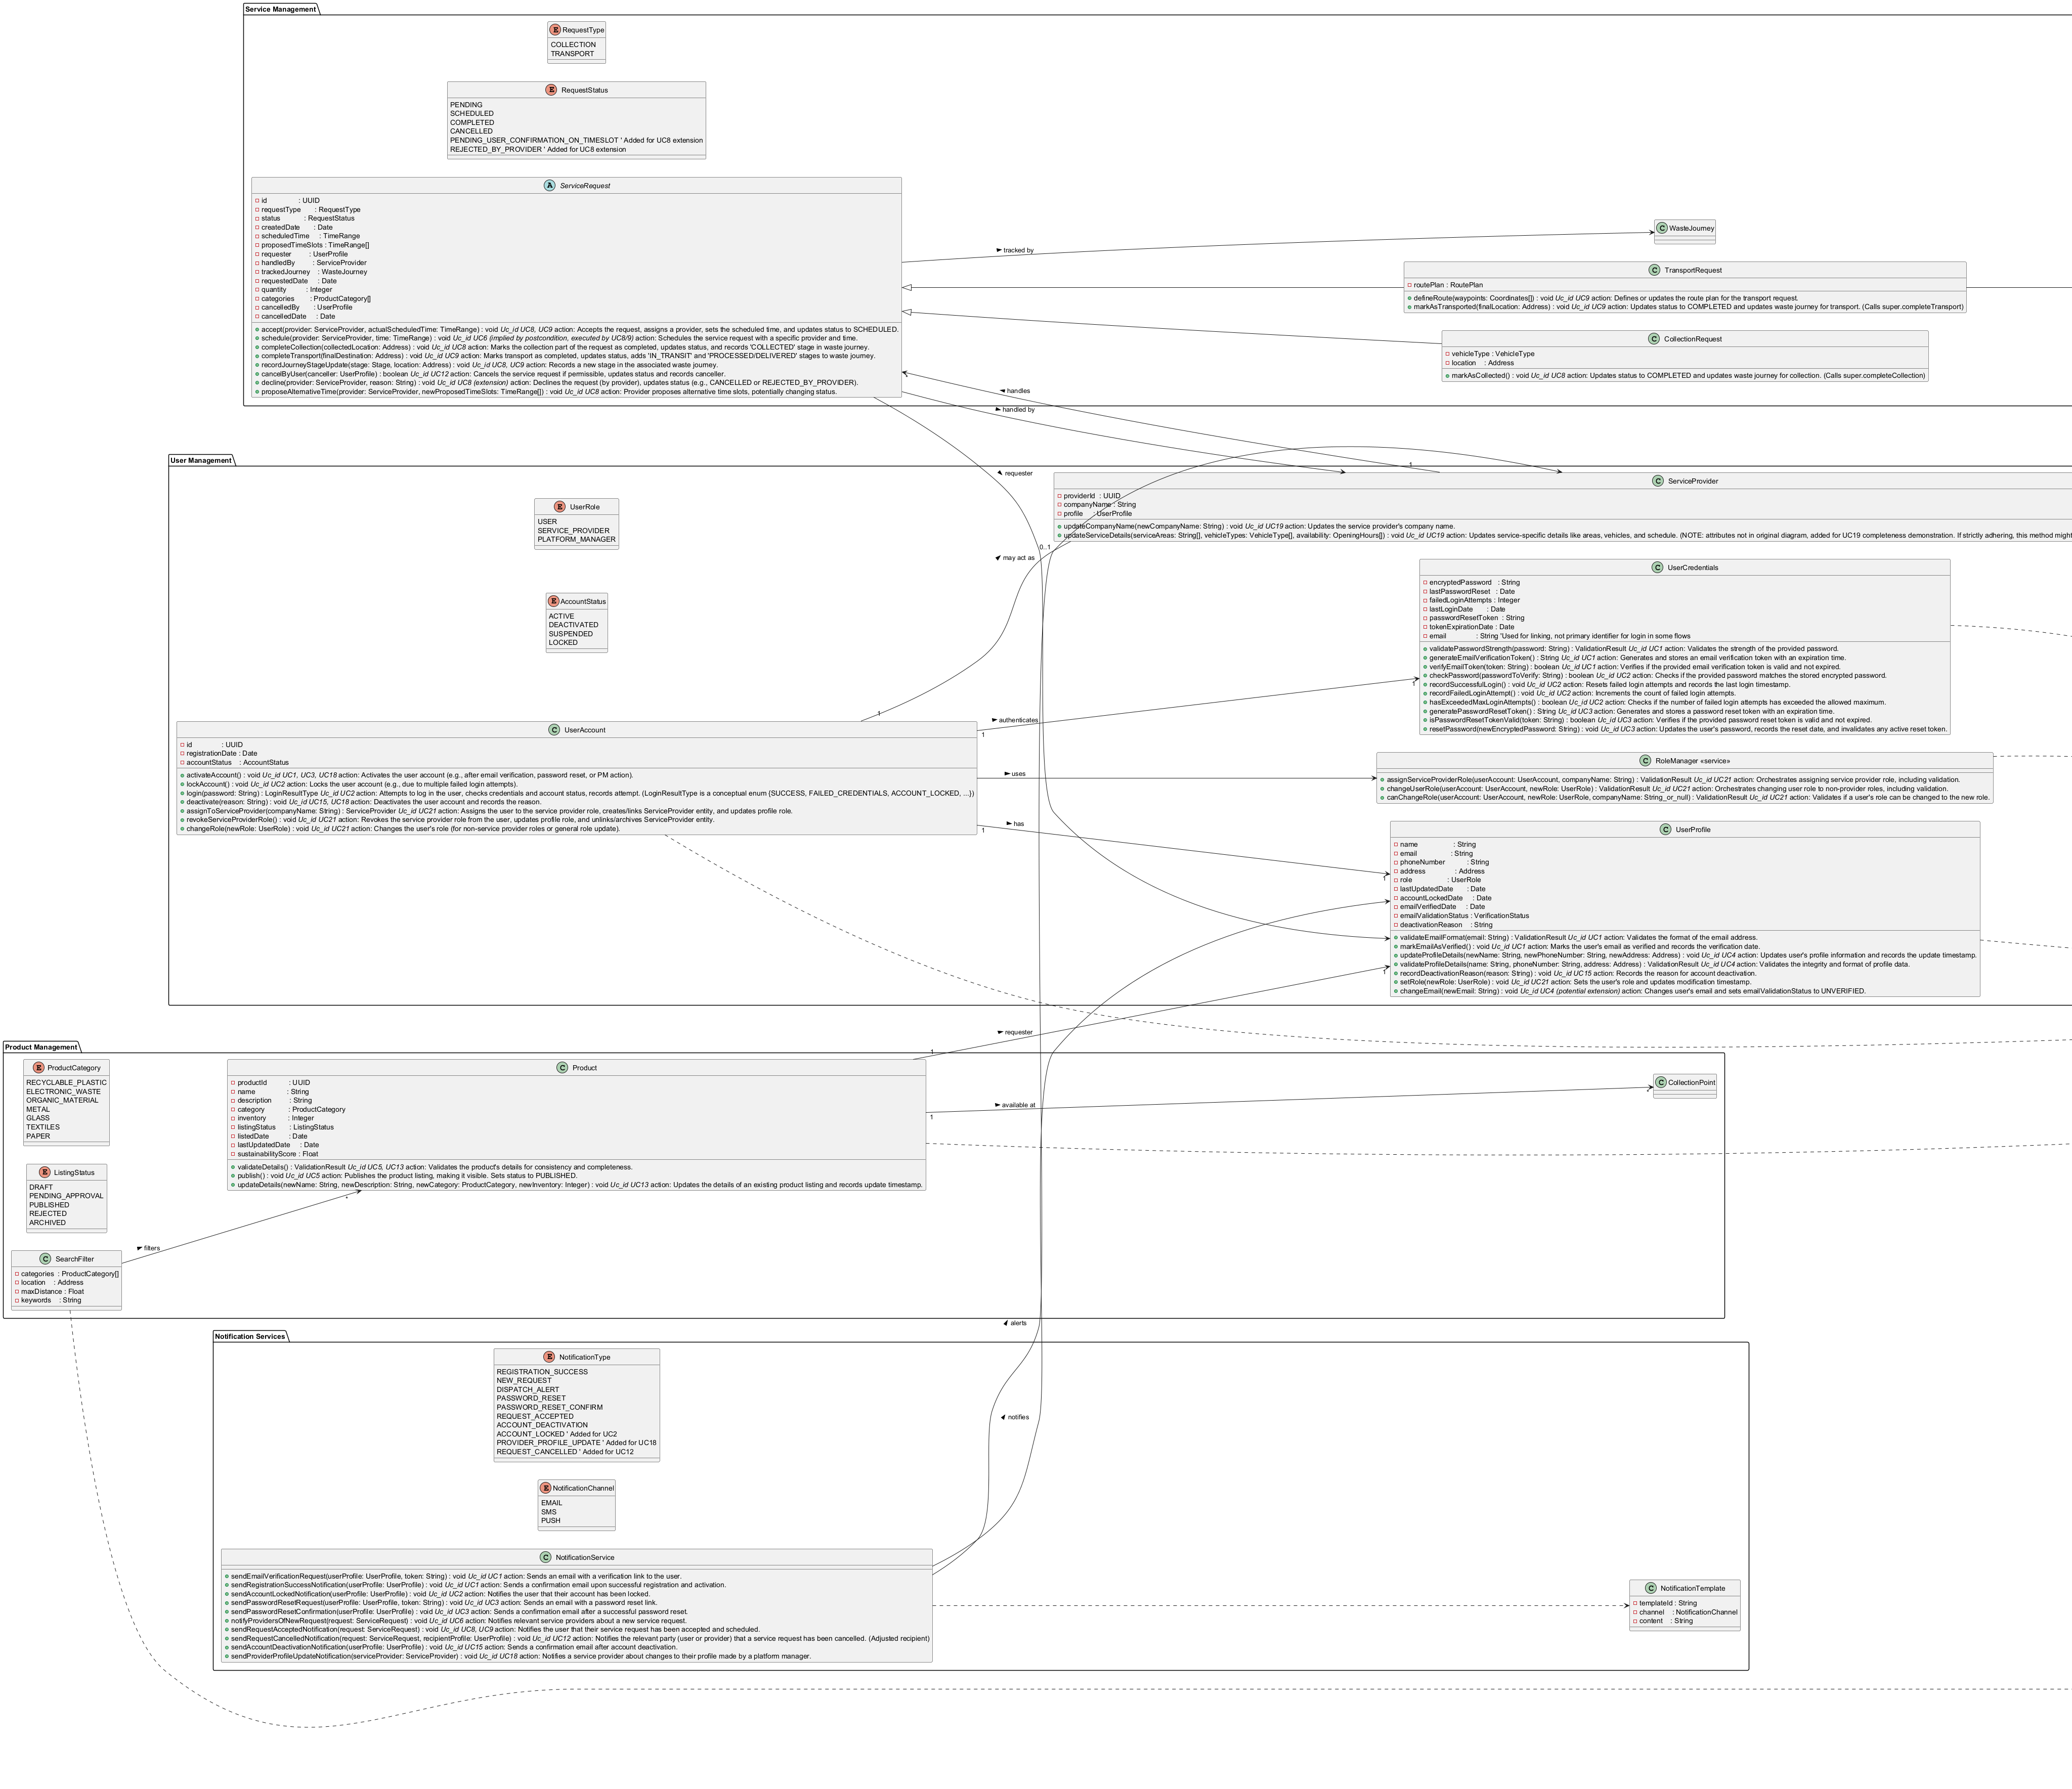 Service Management
E RequestType
COLLECTION
TRANSPORT
E RequestStatus
PENDING
SCHEDULED
COMPLETED
CANCELLED
PENDING_USER_CONFIRMATION_ON_TIMESLOT ' Added for UC8 extension
REJECTED_BY_PROVIDER ' Added for UC8 extension
A ServiceRequest
id : UUID
requestType : RequestType
status : RequestStatus
createdDate : Date
scheduledTime : TimeRange
proposedTimeSlots : TimeRange[]
requester : UserProfile
handledBy : ServiceProvider
trackedJourney : WasteJourney
requestedDate : Date
quantity : Integer
categories : ProductCategory[]
cancelledBy : UserProfile
cancelledDate : Date
accept(provider: ServiceProvider, actualScheduledTime: TimeRange) : void Uc_id UC8, UC9 action: Accepts the request, assigns a provider, sets the scheduled time, and updates status to SCHEDULED.
schedule(provider: ServiceProvider, time: TimeRange) : void UC6 (implied by postcondition, executed by UC8/9) action: Schedules the service request with a specific provider and time.
completeCollection(collectedLocation: Address) : void Uc_id UC8 action: Marks the collection part of the request as completed, updates status, and records 'COLLECTED' stage in waste journey.
completeTransport(finalDestination: Address) : void Uc_id UC9 action: Marks transport as completed, updates status, adds 'IN_TRANSIT' and 'PROCESSED/DELIVERED' stages to waste journey.
recordJourneyStageUpdate(stage: Stage, location: Address) : void Uc_id UC8, UC9 action: Records a new stage in the associated waste journey.
cancelByUser(canceller: UserProfile) : boolean Uc_id UC12 action: Cancels the service request if permissible, updates status and records canceller.
decline(provider: ServiceProvider, reason: String) : void Uc_id UC8 (extension) action: Declines the request (by provider), updates status (e.g., CANCELLED or REJECTED_BY_PROVIDER).
proposeAlternativeTime(provider: ServiceProvider, newProposedTimeSlots: TimeRange[]) : void Uc_id UC8 action: Provider proposes alternative time slots, potentially changing status.
tracked by
C WasteJourney
C TransportRequest
routePlan : RoutePlan
defineRoute(waypoints: Coordinates[]) : void Uc_id UC9 action: Defines or updates the route plan for the transport request.
markAsTransported(finalLocation: Address) : void Uc_id UC9 action: Updates status to COMPLETED and updates waste journey for transport. (Calls super.completeTransport)
C CollectionRequest
vehicleType : VehicleType
location : Address
markAsCollected() : void Uc_id UC8 action: Updates status to COMPLETED and updates waste journey for collection. (Calls super.completeCollection)
*
handles
handled by
User Management
requester
1
E UserRole
USER
SERVICE_PROVIDER
PLATFORM_MANAGER
E AccountStatus
ACTIVE
DEACTIVATED
SUSPENDED
LOCKED
C ServiceProvider
providerId : UUID
companyName : String
profile : UserProfile
updateCompanyName(newCompanyName: String) : void Uc_id UC19 action: Updates the service provider's company name.
updateServiceDetails(serviceAreas: String[], vehicleTypes: VehicleType[], availability: OpeningHours[]) : void Uc_id UC19 action: Updates service-specific details like areas, vehicles, and schedule. (NOTE: attributes not in original diagram, added for UC19 completeness demonstration. If strictly adhering, this method might
0..1
may act as
C UserCredentials
encryptedPassword : String
lastPasswordReset : Date
failedLoginAttempts : Integer
lastLoginDate : Date
passwordResetToken : String
tokenExpirationDate : Date
email : String 'Used for linking, not primary identifier for login in some flows
validatePasswordStrength(password: String) : ValidationResult Uc_id UC1 action: Validates the strength of the provided password.
generateEmailVerificationToken() : String Uc_id UC1 action: Generates and stores an email verification token with an expiration time.
verifyEmailToken(token: String) : boolean Uc_id UC1 action: Verifies if the provided email verification token is valid and not expired.
checkPassword(passwordToVerify: String) : boolean Uc_id UC2 action: Checks if the provided password matches the stored encrypted password.
recordSuccessfulLogin() : void Uc_id UC2 action: Resets failed login attempts and records the last login timestamp.
recordFailedLoginAttempt() : void Uc_id UC2 action: Increments the count of failed login attempts.
hasExceededMaxLoginAttempts() : boolean Uc_id UC2 action: Checks if the number of failed login attempts has exceeded the allowed maximum.
generatePasswordResetToken() : String Uc_id UC3 action: Generates and stores a password reset token with an expiration time.
isPasswordResetTokenValid(token: String) : boolean Uc_id UC3 action: Verifies if the provided password reset token is valid and not expired.
resetPassword(newEncryptedPassword: String) : void Uc_id UC3 action: Updates the user's password, records the reset date, and invalidates any active reset token.
1
1
authenticates
1
C UserAccount
id : UUID
registrationDate : Date
accountStatus : AccountStatus
activateAccount() : void Uc_id UC1, UC3, UC18 action: Activates the user account (e.g., after email verification, password reset, or PM action).
lockAccount() : void Uc_id UC2 action: Locks the user account (e.g., due to multiple failed login attempts).
login(password: String) : LoginResultType Uc_id UC2 action: Attempts to log in the user, checks credentials and account status, records attempt. (LoginResultType is a conceptual enum {SUCCESS, FAILED_CREDENTIALS, ACCOUNT_LOCKED, ...})
deactivate(reason: String) : void Uc_id UC15, UC18 action: Deactivates the user account and records the reason.
assignToServiceProvider(companyName: String) : ServiceProvider Uc_id UC21 action: Assigns the user to the service provider role, creates/links ServiceProvider entity, and updates profile role.
revokeServiceProviderRole() : void Uc_id UC21 action: Revokes the service provider role from the user, updates profile role, and unlinks/archives ServiceProvider entity.
changeRole(newRole: UserRole) : void Uc_id UC21 action: Changes the user's role (for non-service provider roles or general role update).
uses
C RoleManager «service»
assignServiceProviderRole(userAccount: UserAccount, companyName: String) : ValidationResult Uc_id UC21 action: Orchestrates assigning service provider role, including validation.
changeUserRole(userAccount: UserAccount, newRole: UserRole) : ValidationResult Uc_id UC21 action: Orchestrates changing user role to non-provider roles, including validation.
canChangeRole(userAccount: UserAccount, newRole: UserRole, companyName: String_or_null) : ValidationResult Uc_id UC21 action: Validates if a user's role can be changed to the new role.
has
1
1
C UserProfile
name : String
email : String
phoneNumber : String
address : Address
role : UserRole
lastUpdatedDate : Date
accountLockedDate : Date
emailVerifiedDate : Date
emailValidationStatus : VerificationStatus
deactivationReason : String
validateEmailFormat(email: String) : ValidationResult Uc_id UC1 action: Validates the format of the email address.
markEmailAsVerified() : void Uc_id UC1 action: Marks the user's email as verified and records the verification date.
updateProfileDetails(newName: String, newPhoneNumber: String, newAddress: Address) : void Uc_id UC4 action: Updates user's profile information and records the update timestamp.
validateProfileDetails(name: String, phoneNumber: String, address: Address) : ValidationResult Uc_id UC4 action: Validates the integrity and format of profile data.
recordDeactivationReason(reason: String) : void Uc_id UC15 action: Records the reason for account deactivation.
setRole(newRole: UserRole) : void Uc_id UC21 action: Sets the user's role and updates modification timestamp.
changeEmail(newEmail: String) : void Uc_id UC4 (potential extension) action: Changes user's email and sets emailValidationStatus to UNVERIFIED.
1
requester
1
Product Management
E ProductCategory
RECYCLABLE_PLASTIC
ELECTRONIC_WASTE
ORGANIC_MATERIAL
METAL
GLASS
TEXTILES
PAPER
E ListingStatus
DRAFT
PENDING_APPROVAL
PUBLISHED
REJECTED
ARCHIVED
C Product
productId : UUID
name : String
description : String
category : ProductCategory
inventory : Integer
listingStatus : ListingStatus
listedDate : Date
lastUpdatedDate : Date
sustainabilityScore : Float
validateDetails() : ValidationResult Uc_id UC5, UC13 action: Validates the product's details for consistency and completeness.
publish() : void Uc_id UC5 action: Publishes the product listing, making it visible. Sets status to PUBLISHED.
updateDetails(newName: String, newDescription: String, newCategory: ProductCategory, newInventory: Integer) : void Uc_id UC13 action: Updates the details of an existing product listing and records update timestamp.
available at
1
*
C CollectionPoint
*
filters
C SearchFilter
categories : ProductCategory[]
location : Address
maxDistance : Float
keywords : String
alerts
Notification Services
E NotificationType
REGISTRATION_SUCCESS
NEW_REQUEST
DISPATCH_ALERT
PASSWORD_RESET
PASSWORD_RESET_CONFIRM
REQUEST_ACCEPTED
ACCOUNT_DEACTIVATION
ACCOUNT_LOCKED ' Added for UC2
PROVIDER_PROFILE_UPDATE ' Added for UC18
REQUEST_CANCELLED ' Added for UC12
notifies
E NotificationChannel
EMAIL
SMS
PUSH
C NotificationService
sendEmailVerificationRequest(userProfile: UserProfile, token: String) : void Uc_id UC1 action: Sends an email with a verification link to the user.
sendRegistrationSuccessNotification(userProfile: UserProfile) : void Uc_id UC1 action: Sends a confirmation email upon successful registration and activation.
sendAccountLockedNotification(userProfile: UserProfile) : void Uc_id UC2 action: Notifies the user that their account has been locked.
sendPasswordResetRequest(userProfile: UserProfile, token: String) : void Uc_id UC3 action: Sends an email with a password reset link.
sendPasswordResetConfirmation(userProfile: UserProfile) : void Uc_id UC3 action: Sends a confirmation email after a successful password reset.
notifyProvidersOfNewRequest(request: ServiceRequest) : void Uc_id UC6 action: Notifies relevant service providers about a new service request.
sendRequestAcceptedNotification(request: ServiceRequest) : void Uc_id UC8, UC9 action: Notifies the user that their service request has been accepted and scheduled.
sendRequestCancelledNotification(request: ServiceRequest, recipientProfile: UserProfile) : void Uc_id UC12 action: Notifies the relevant party (user or provider) that a service request has been cancelled. (Adjusted recipient)
sendAccountDeactivationNotification(userProfile: UserProfile) : void Uc_id UC15 action: Sends a confirmation email after account deactivation.
sendProviderProfileUpdateNotification(serviceProvider: ServiceProvider) : void Uc_id UC18 action: Notifies a service provider about changes to their profile made by a platform manager.
C NotificationTemplate
templateId : String
channel : NotificationChannel
content : String